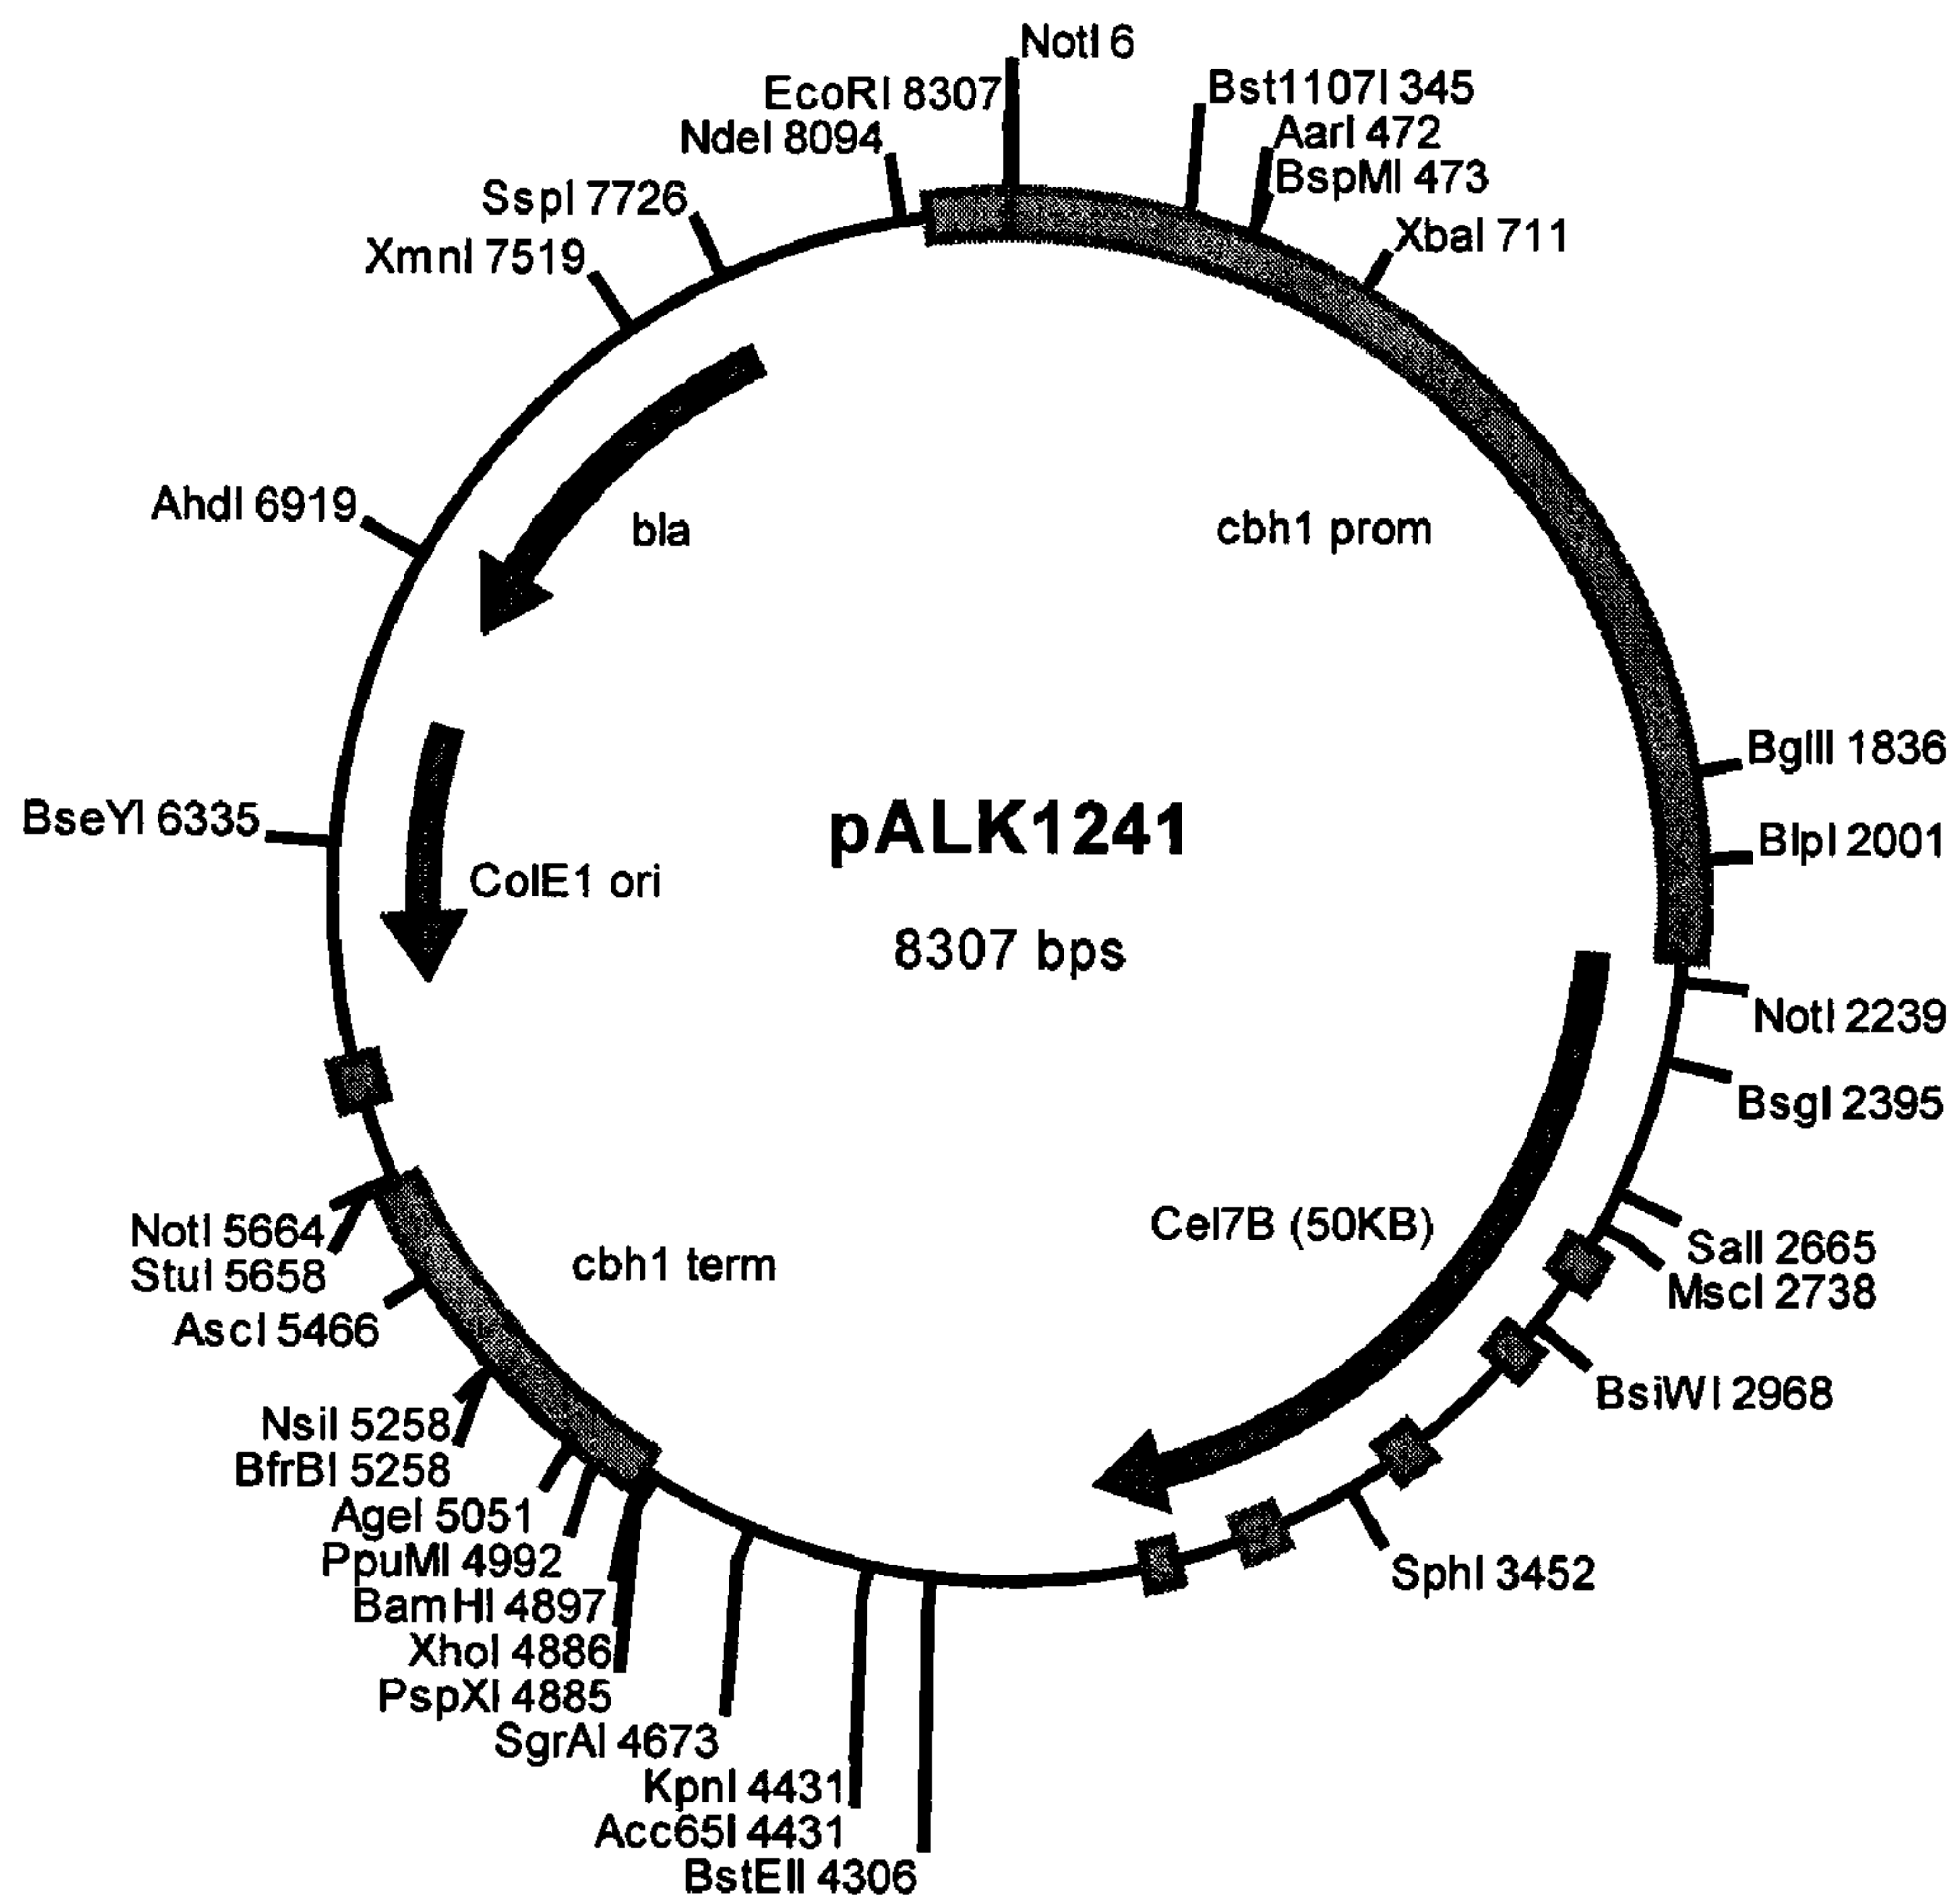 NotI 6
EcoRI 8307
Bst1107I 345
NdeI 8094
AarI 472
BspMI 473
SspI 7726
XbaI 711
XmnI 7519
AhdI 6919
bla
cbh1 prom
BglII 1836
BseYI 6335
pALK1241
BlpI 2001
ColE1 ori
8307 bps
NotI 2239
BsgI 2395
Cel7B (50KB)
NotI 5664
StuI 5658
cbh1 term
SalI 2665
MscI 2738
AscI 5466
BsiWI 2968
NsiI 5258
BfrBI 5258
AgeI 5051
PpuMI 4992
SphI 3452
BamHI 4897
XhoI 4886
PspXI 4885
SgrAI 4673
KpnI 4431
Acc65I 4431
BstEII 4306